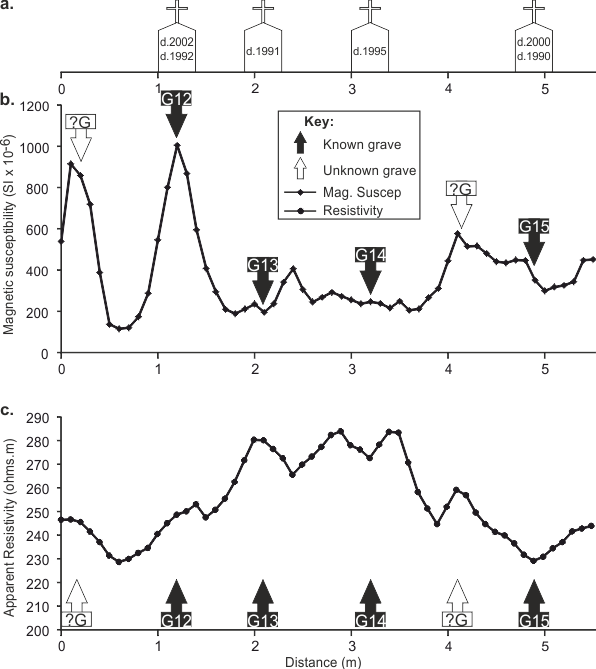 a.
d.2002
d.1992
d.1991
d.1995
d.2000
d.1990
0 1 2 3 4 5
b.
Magnetic susceptibility (SI x 10-6)
1200
1000
800
600
400
200
0
?G
G12
G13
G14
?G
G15
Key:
Known grave
Unknown grave
Mag. Suscep
Resistivity
0 1 2 3 4 5
c.
Apparent Resistivity (ohms.m)
290
280
270
260
250
240
230
220
210
200
?G G12 G13 G14 ?G G15
0 1 2 3 4 5
Distance (m)